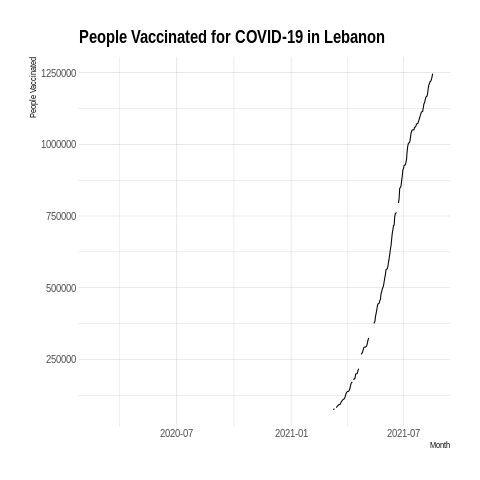 People Vaccinated for COVID-19 in Lebanon
People Vaccinated
1250000
1000000
750000
500000
250000
2020-07
2021-01
2021-07
Month